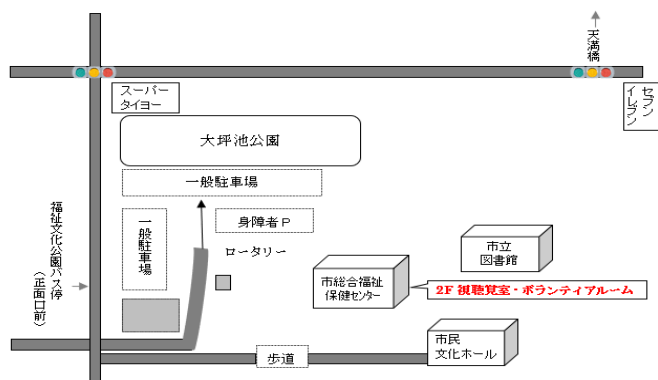 天満橋
スーパー
タイヨー
セブン
イレブン
大坪池公園
一般駐車場
福祉文化公園バス停
(正面口前)
一般駐車場
身障者P
ロータリー
市立
図書館
市総合福祉
保健センター
2F 視聴覚室・ボランティアルーム
市民
文化ホール
歩道